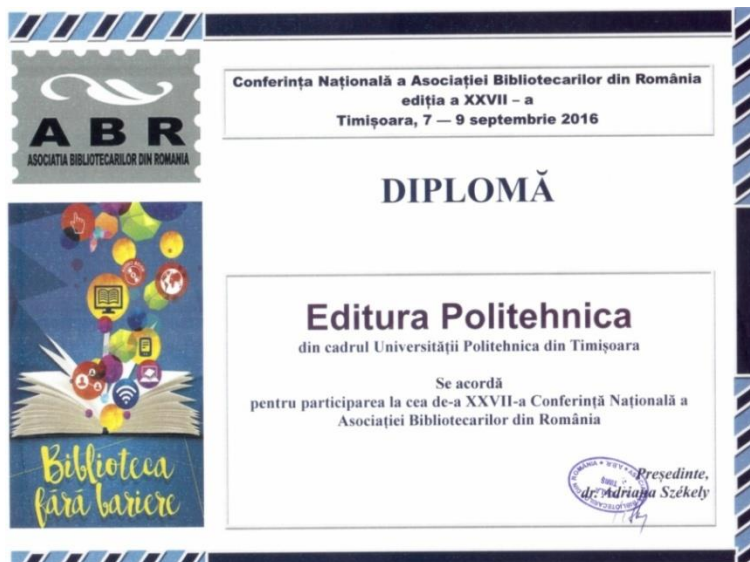 ABR
ASOCIATIA BIBLIOTECARILOR DIN ROMANIA
Conferința Națională a Asociației Bibliotecarilor din România
ediția a XXVII – a
Timișoara, 7 — 9 septembrie 2016
DIPLOMĂ
Editura Politehnica
din cadrul Universității Politehnica din Timișoara
Se acordă
pentru participarea la cea de-a XXVII-a Conferință Națională a
Asociației Bibliotecarilor din România
Președinte,
dr. Adriana Székely
Biblioteca
fără bariere